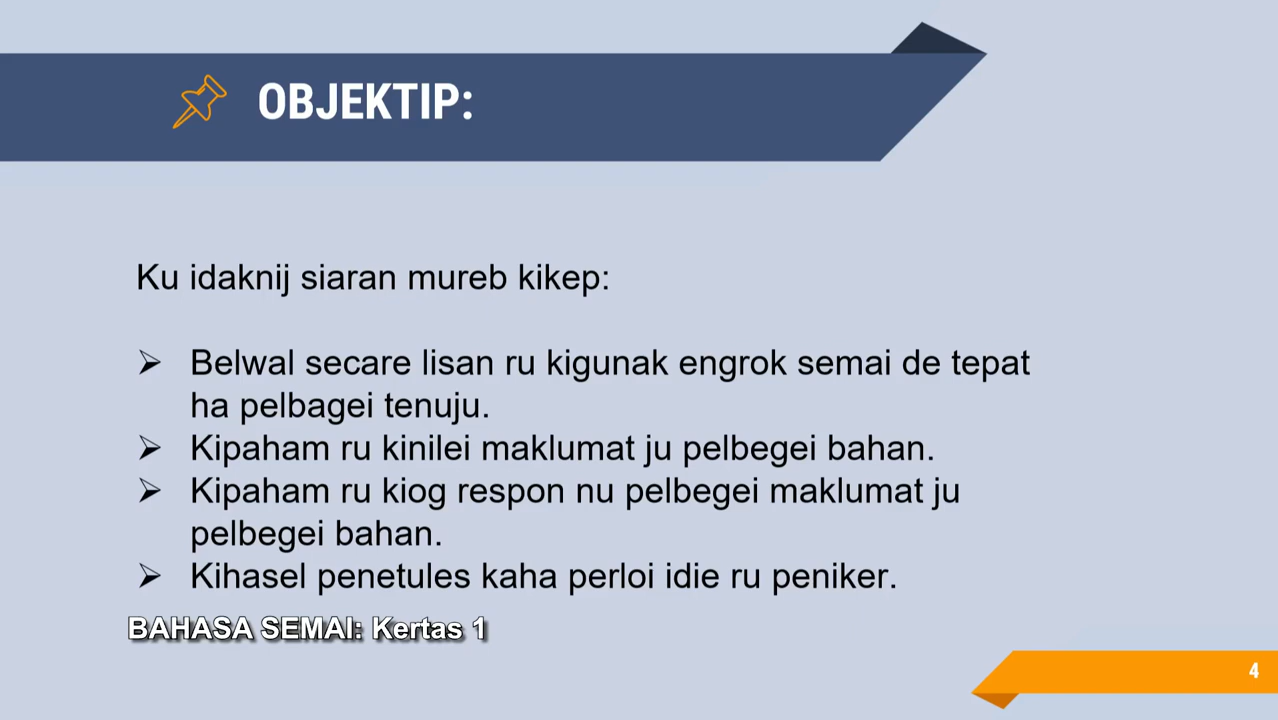 OBJEKTIP:
Ku idaknij siaran mureb kikep:
➢ Belwal secare lisan ru kigunak engrok semai de tepat
ha pelbagei tenuju.
➢ Kipaham ru kinilei maklumat ju pelbegei bahan.
➢ Kipaham ru kiog respon nu pelbegei maklumat ju
pelbegei bahan.
➢ Kihasel penetules kaha perloi idie ru peniker.
BAHASA SEMAI: Kertas 1
4